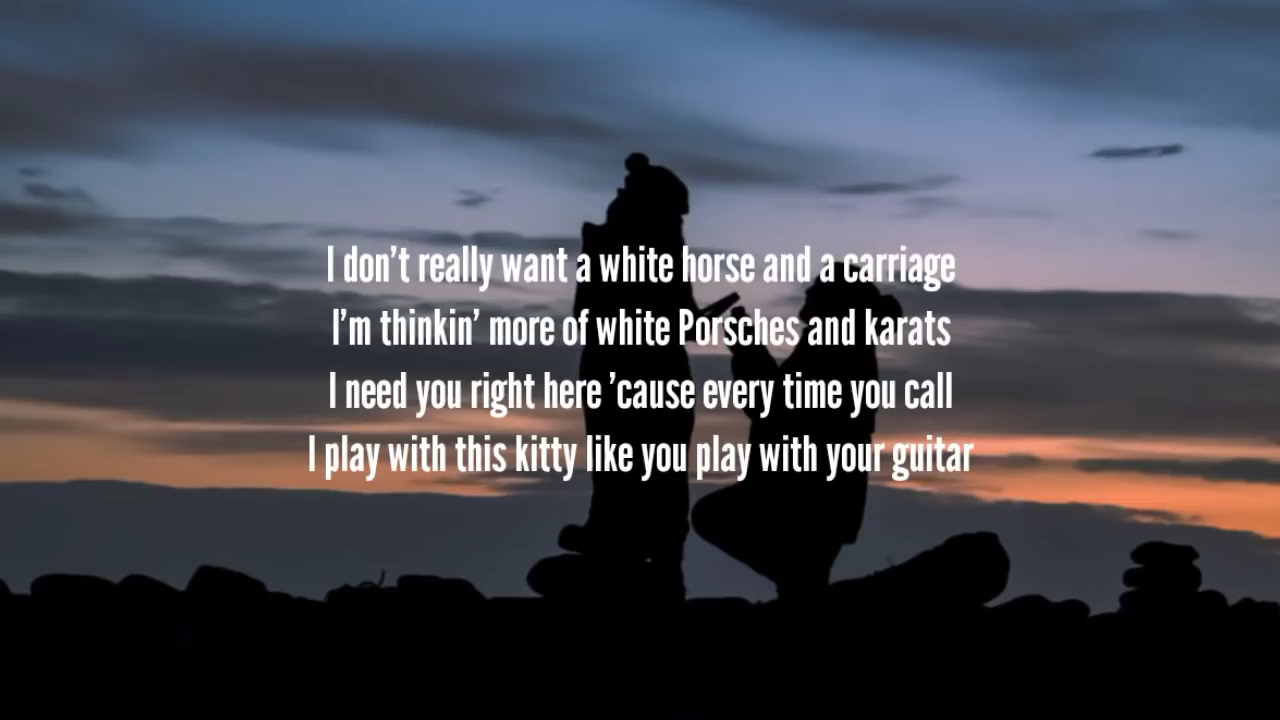 I don’t really want a white horse and a carriage
I’m thinkin’ more of white Porsches and karats
I need you right here ’cause every time you call
I play with this kitty like you play with your guitar